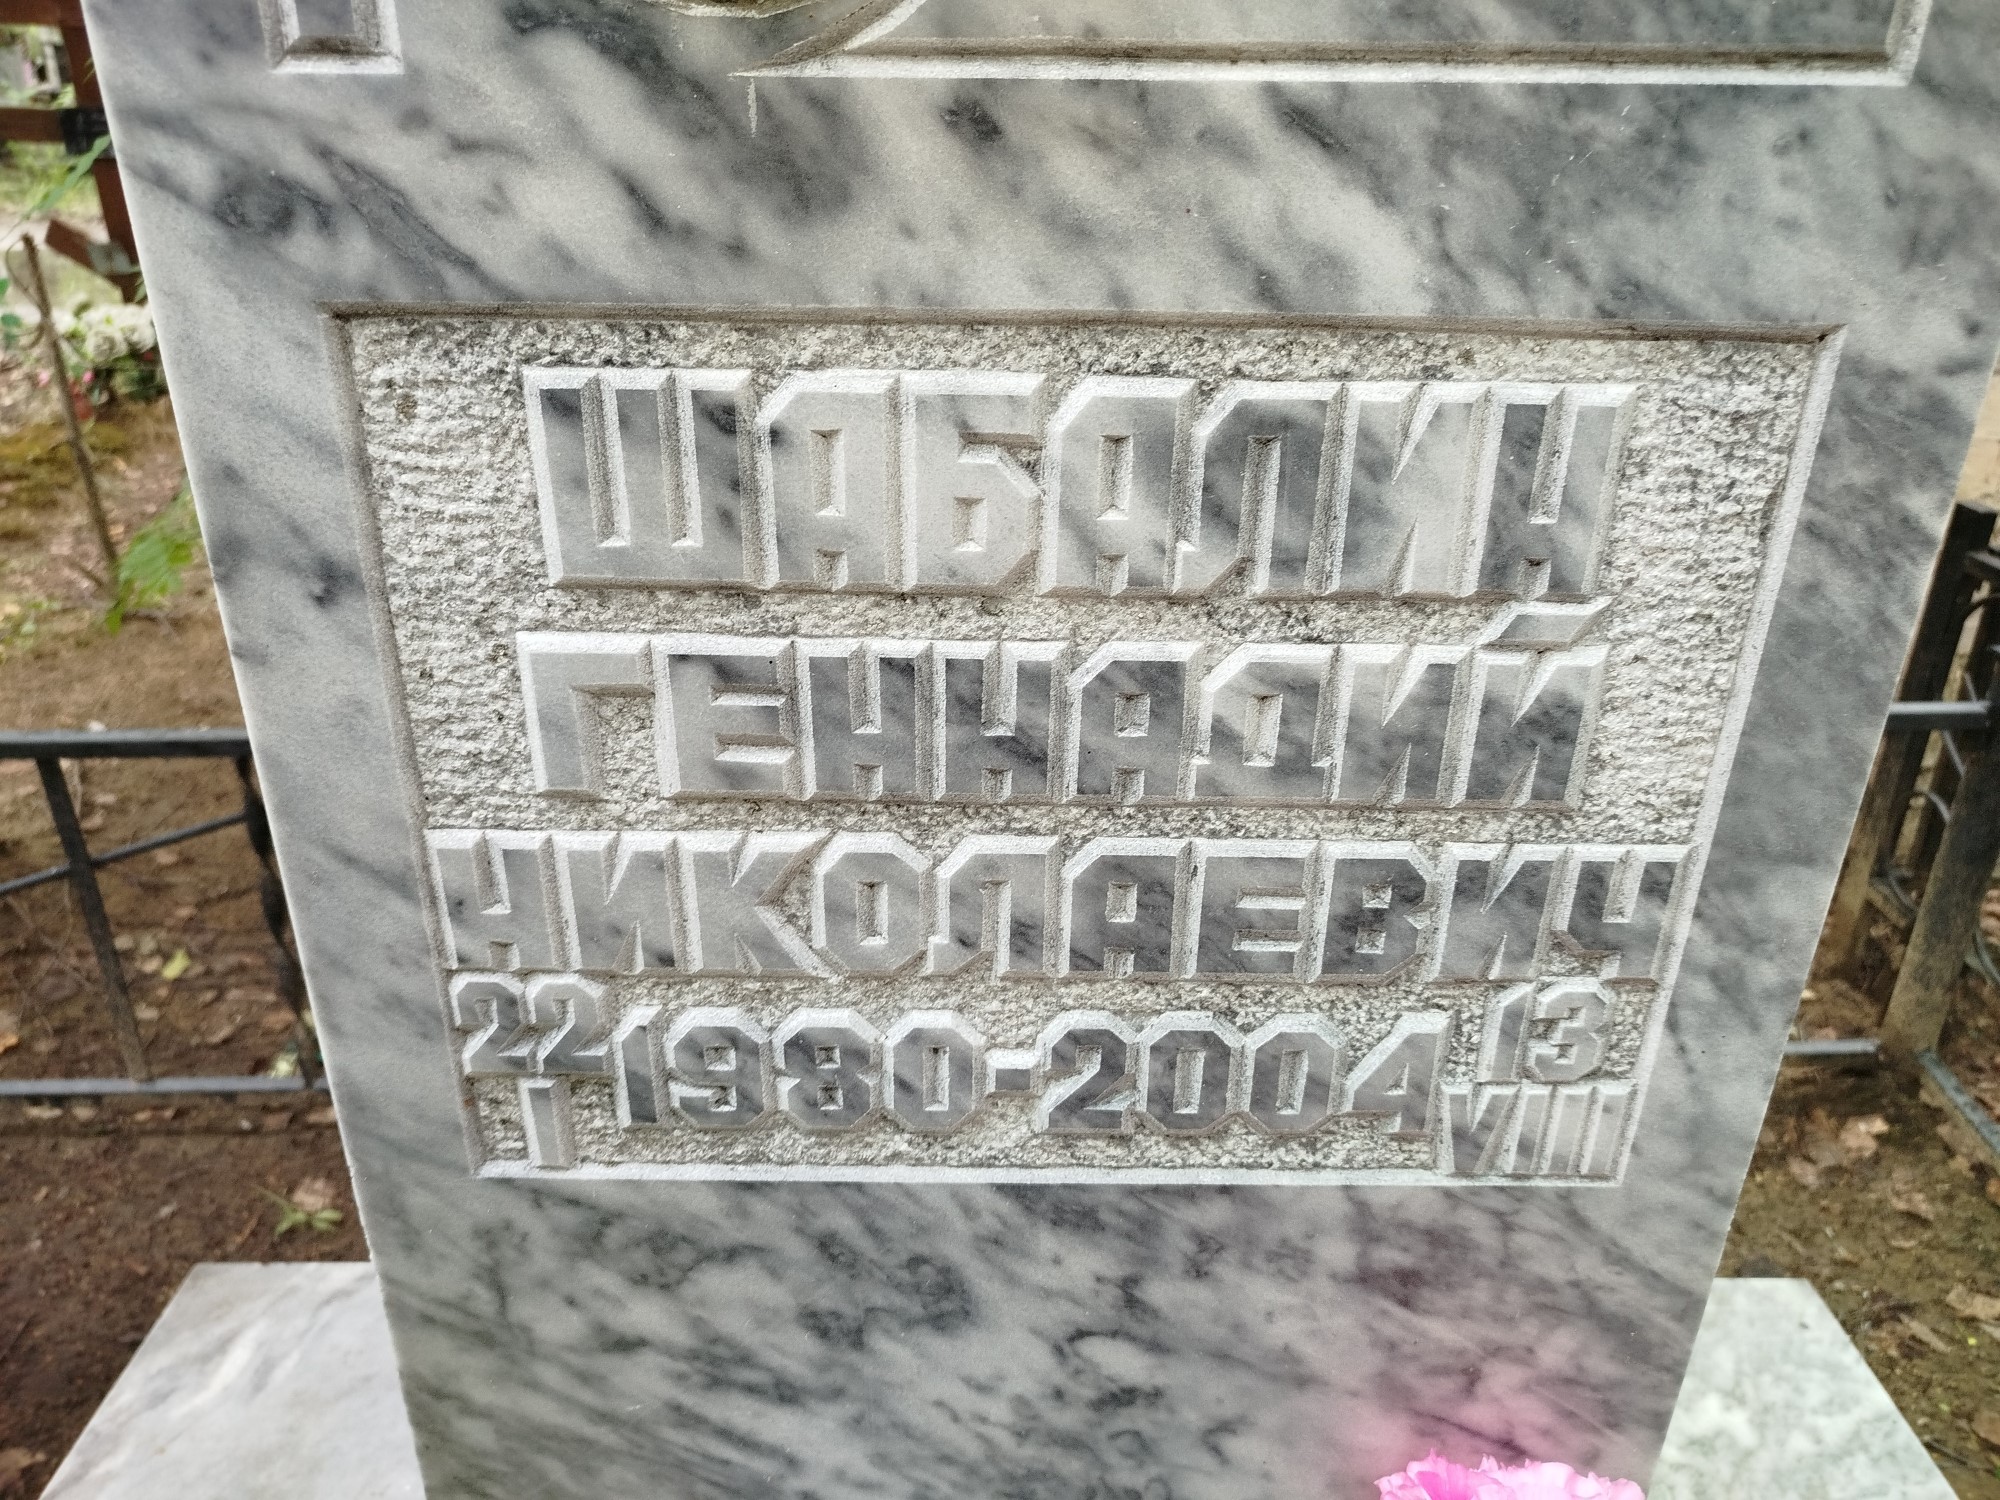 ШАБАЛИН
ГЕННАДИЙ
НИКОЛАЕВИЧ
22 1980-2004 13
I VIII